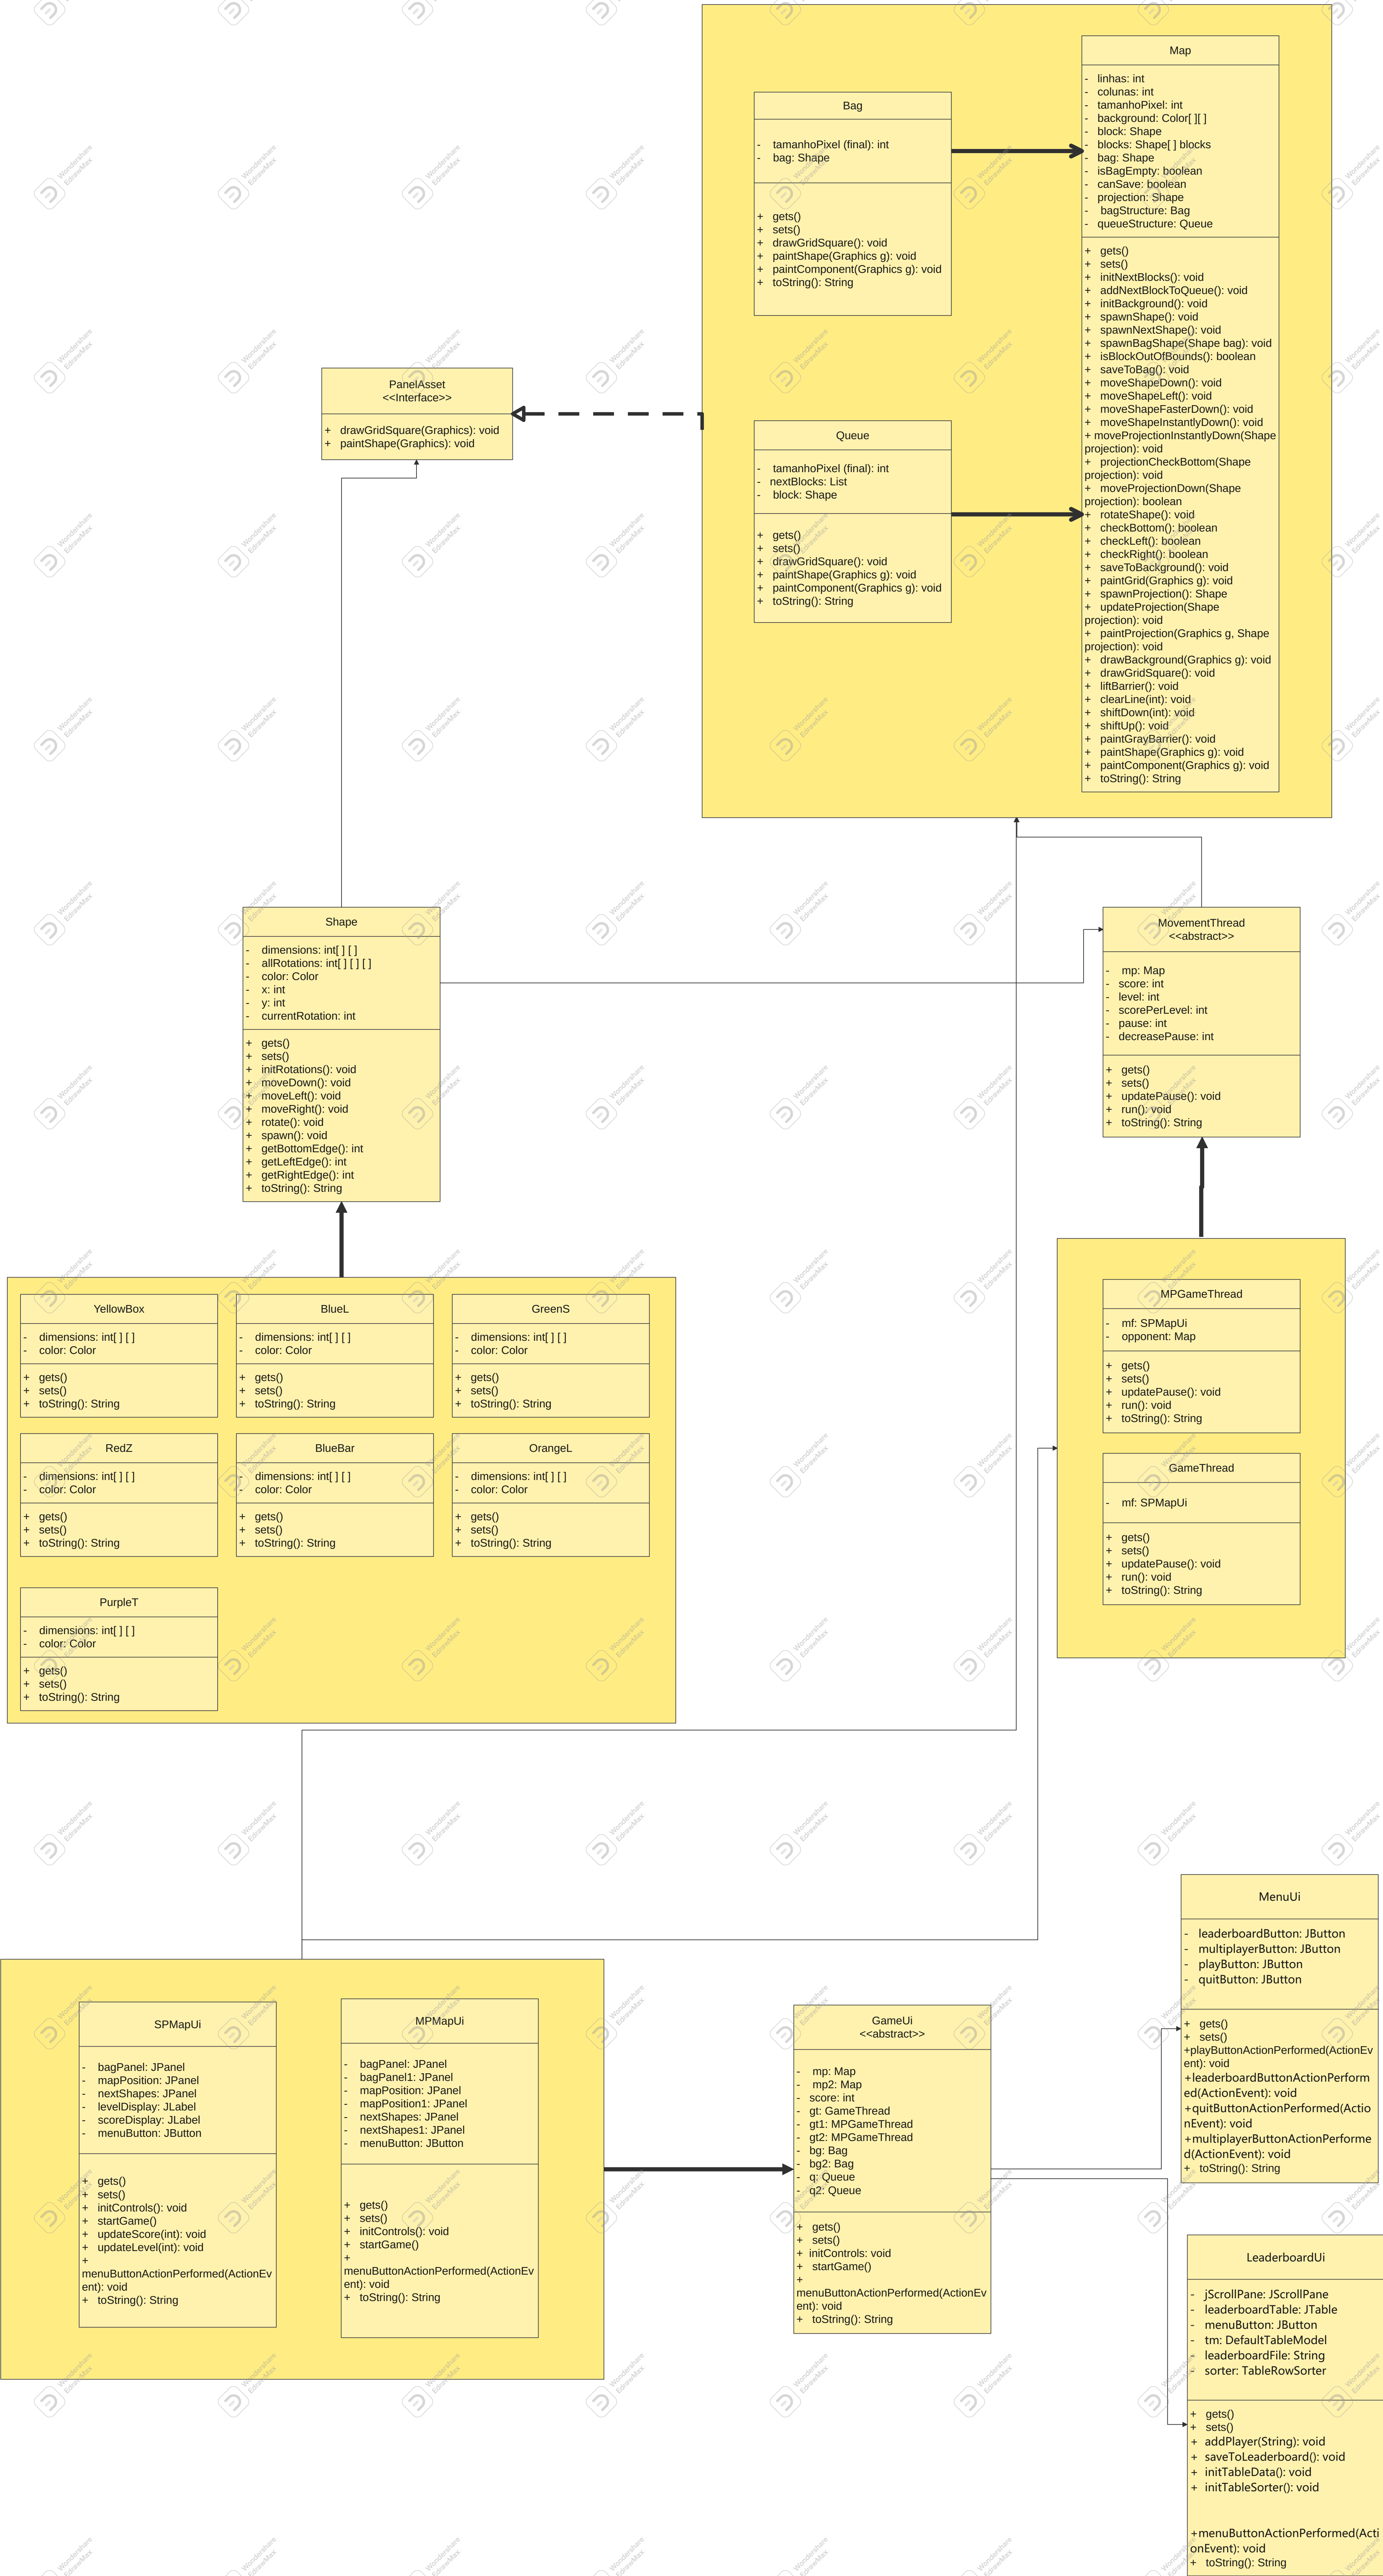 Map
- linhas: int
- colunas: int
- tamanhoPixel: int
- background: Color[ ][ ]
- block: Shape
- blocks: Shape[ ] blocks
- bag: Shape
- isBagEmpty: boolean
- canSave: boolean
- projection: Shape
- bagStructure: Bag
- queueStructure: Queue
+ gets()
+ sets()
+ initNextBlocks(): void
+ addNextBlockToQueue(): void
+ initBackground(): void
+ spawnShape(): void
+ spawnNextShape(): void
+ spawnBagShape(Shape bag): void
+ isBlockOutOfBounds(): boolean
+ saveToBag(): void
+ moveShapeDown(): void
+ moveShapeLeft(): void
+ moveShapeFasterDown(): void
+ moveShapeInstantlyDown(): void
+ moveProjectionInstantlyDown(Shape
projection): void
+ projectionCheckBottom(Shape
projection): void
+ moveProjectionDown(Shape
projection): boolean
+ rotateShape(): void
+ checkBottom(): boolean
+ checkLeft(): boolean
+ checkRight(): boolean
+ saveToBackground(): void
+ paintGrid(Graphics g): void
+ spawnProjection(): Shape
+ updateProjection(Shape
projection): void
+ paintProjection(Graphics g, Shape
projection): void
+ drawBackground(Graphics g): void
+ drawGridSquare(): void
+ liftBarrier(): void
+ clearLine(int): void
+ shiftDown(int): void
+ shiftUp(): void
+ paintGrayBarrier(): void
+ paintShape(Graphics g): void
+ paintComponent(Graphics g): void
+ toString(): String
Bag
- tamanhoPixel (final): int
- bag: Shape
+ gets()
+ sets()
+ drawGridSquare(): void
+ paintShape(Graphics g): void
+ paintComponent(Graphics g): void
+ toString(): String
PanelAsset
<<Interface>>
+ drawGridSquare(Graphics): void
+ paintShape(Graphics): void
Queue
- tamanhoPixel (final): int
- nextBlocks: List
- block: Shape
+ gets()
+ sets()
+ drawGridSquare(): void
+ paintShape(Graphics g): void
+ paintComponent(Graphics g): void
+ toString(): String
Shape
- dimensions: int[ ] [ ]
- allRotations: int[ ] [ ] [ ]
- color: Color
- x: int
- y: int
- currentRotation: int
+ gets()
+ sets()
+ initRotations(): void
+ moveDown(): void
+ moveLeft(): void
+ moveRight(): void
+ rotate(): void
+ spawn(): void
+ getBottomEdge(): int
+ getLeftEdge(): int
+ getRightEdge(): int
+ toString(): String
MovementThread
<<abstract>>
- mp: Map
- score: int
- level: int
- scorePerLevel: int
- pause: int
- decreasePause: int
+ gets()
+ sets()
+ updatePause(): void
+ run(): void
+ toString(): String
YellowBox
- dimensions: int[ ] [ ]
- color: Color
+ gets()
+ sets()
+ toString(): String
BlueL
- dimensions: int[ ] [ ]
- color: Color
+ gets()
+ sets()
+ toString(): String
GreenS
- dimensions: int[ ] [ ]
- color: Color
+ gets()
+ sets()
+ toString(): String
RedZ
- dimensions: int[ ] [ ]
- color: Color
+ gets()
+ sets()
+ toString(): String
BlueBar
- dimensions: int[ ] [ ]
- color: Color
+ gets()
+ sets()
+ toString(): String
OrangeL
- dimensions: int[ ] [ ]
- color: Color
+ gets()
+ sets()
+ toString(): String
PurpleT
- dimensions: int[ ] [ ]
- color: Color
+ gets()
+ sets()
+ toString(): String
MPGameThread
- mf: SPMapUi
- opponent: Map
+ gets()
+ sets()
+ updatePause(): void
+ run(): void
+ toString(): String
GameThread
- mf: SPMapUi
+ gets()
+ sets()
+ updatePause(): void
+ run(): void
+ toString(): String
SPMapUi
- bagPanel: JPanel
- mapPosition: JPanel
- nextShapes: JPanel
- levelDisplay: JLabel
- scoreDisplay: JLabel
- menuButton: JButton
+ gets()
+ sets()
+ initControls(): void
+ startGame()
+ updateScore(int): void
+ updateLevel(int): void
+
menuButtonActionPerformed(ActionEv
ent): void
+ toString(): String
MPMapUi
- bagPanel: JPanel
- bagPanel1: JPanel
- mapPosition: JPanel
- mapPosition1: JPanel
- nextShapes: JPanel
- nextShapes1: JPanel
- menuButton: JButton
+ gets()
+ sets()
+ initControls(): void
+ startGame()
+
menuButtonActionPerformed(ActionEv
ent): void
+ toString(): String
GameUi
<<abstract>>
- mp: Map
- mp2: Map
- score: int
- gt: GameThread
- gt1: MPGameThread
- gt2: MPGameThread
- bg: Bag
- bg2: Bag
- q: Queue
- q2: Queue
+ gets()
+ sets()
+ initControls: void
+ startGame()
+
menuButtonActionPerformed(ActionEv
ent): void
+ toString(): String
MenuUi
- leaderboardButton: JButton
- multiplayerButton: JButton
- playButton: JButton
- quitButton: JButton
+ gets()
+ sets()
+playButtonActionPerformed(ActionEv
ent): void
+leaderboardButtonActionPerform
ed(ActionEvent): void
+quitButtonActionPerformed(Actio
nEvent): void
+multiplayerButtonActionPerforme
d(ActionEvent): void
+ toString(): String
LeaderboardUi
- jScrollPane: JScrollPane
- leaderboardTable: JTable
- menuButton: JButton
- tm: DefaultTableModel
- leaderboardFile: String
- sorter: TableRowSorter
+ gets()
+ sets()
+ addPlayer(String): void
+ saveToLeaderboard(): void
+ initTableData(): void
+ initTableSorter(): void
+menuButtonActionPerformed(Acti
onEvent): void
+ toString(): String
Wondershare
EdrawMax